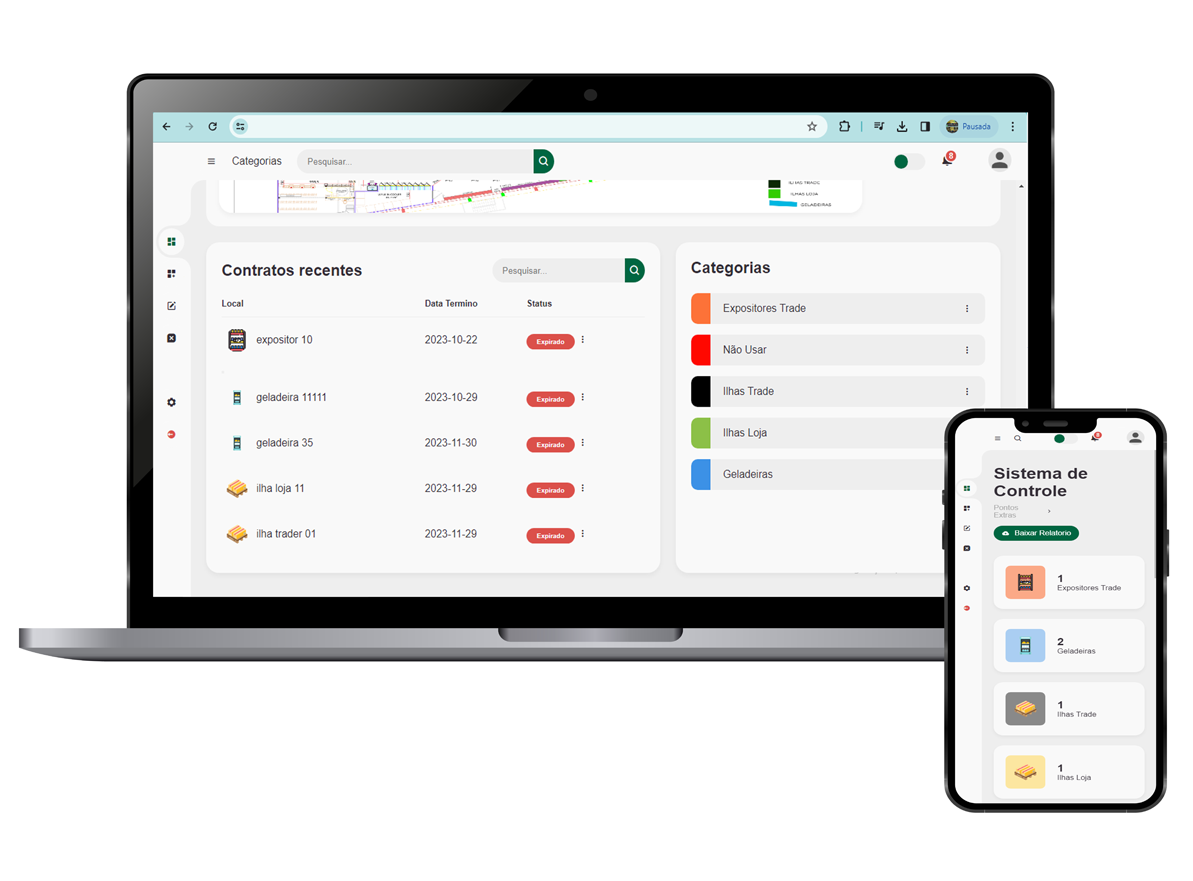 Pausada
Categorias
Pesquisar...
8
ILHAS TRADE
ILHAS LOJA
GELADEIRAS
Contratos recentes
Pesquisar...
Local
Data Termino
Status
expositor 10
2023-10-22
Expirado
geladeira 11111
2023-10-29
Expirado
geladeira 35
2023-11-30
Expirado
ilha loja 11
2023-11-29
Expirado
ilha trader 01
2023-11-29
Expirado
Categorias
Expositores Trade
Não Usar
Ilhas Trade
Ilhas Loja
Geladeiras
8
Sistema de
Controle
Pontos
Extras
Baixar Relatorio
1
Expositores Trade
2
Geladeiras
1
Ilhas Trade
1
Ilhas Loja